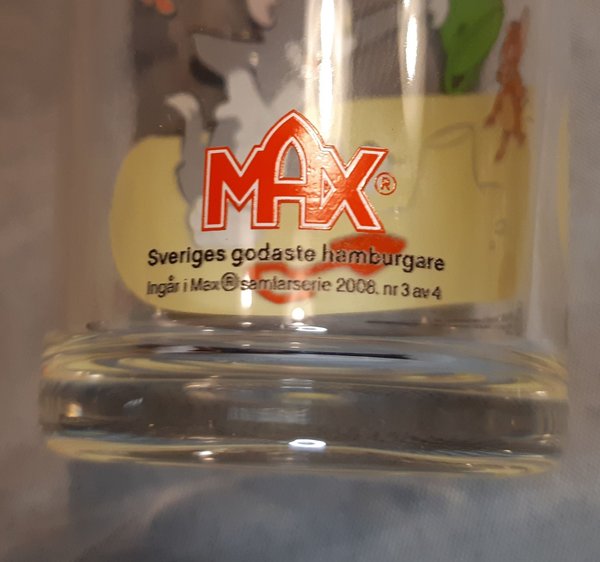 MAX®
Sveriges godaste hamburgare
Ingår i Max® samlarserie 2008. nr 3 av 4